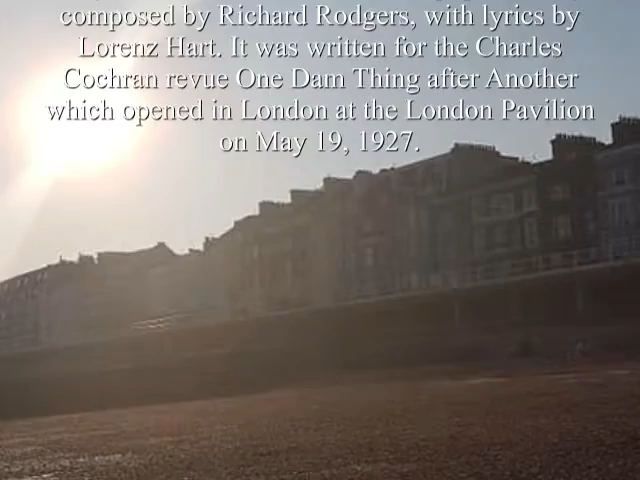 composed by Richard Rodgers, with lyrics by
Lorenz Hart. It was written for the Charles
Cochran revue One Dam Thing after Another
which opened in London at the London Pavilion
on May 19, 1927.